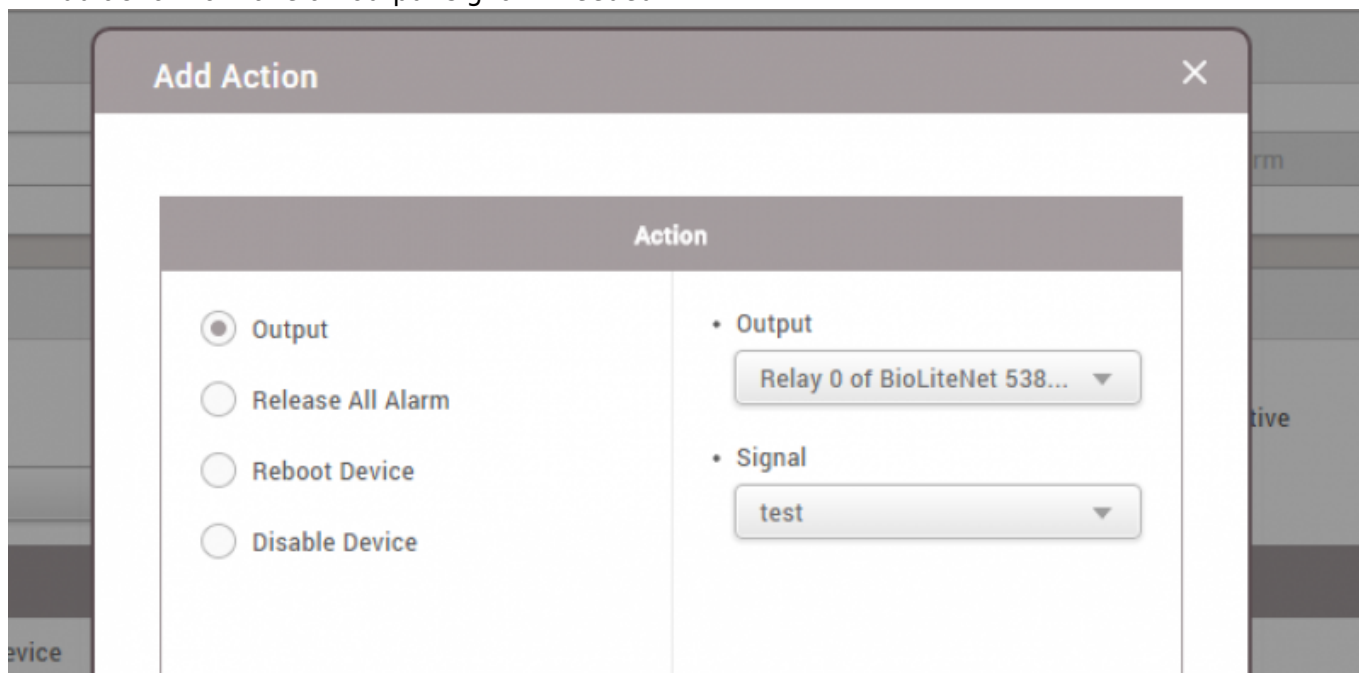 Add Action
rm
Action
Output
Release All Alarm
Reboot Device
Disable Device
• Output
Relay 0 of BioLiteNet 538...
• Signal
test
tive
evice